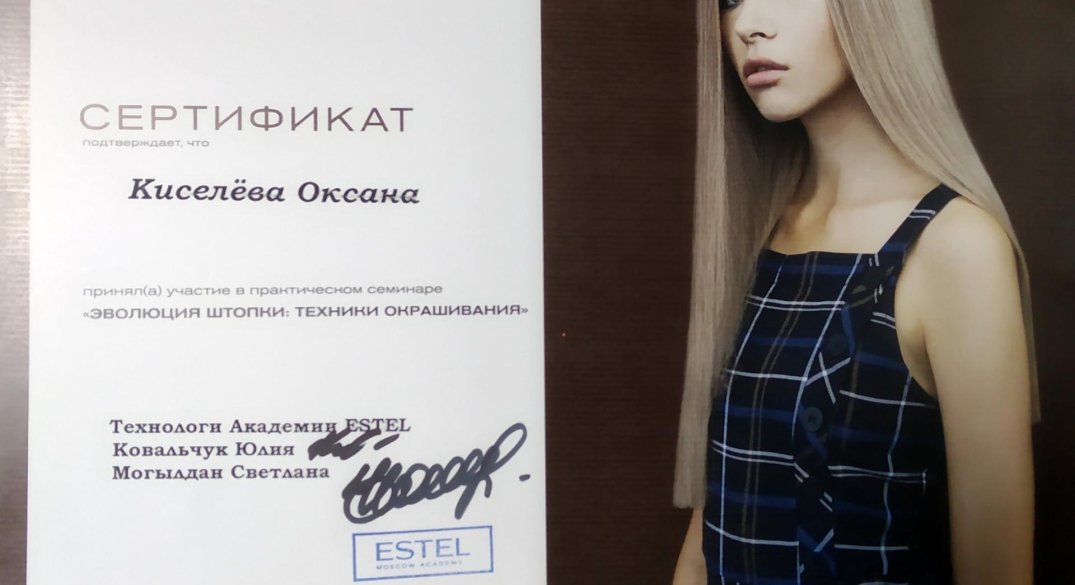 СЕРТИФИКАТ
подтверждает, что
Киселёва Оксана
принял(а) участие в практическом семинаре
«ЭВОЛЮЦИЯ ШТОПКИ: ТЕХНИКИ ОКРАШИВАНИЯ»
Технологи Академии ESTEL
Ковальчук Юлия
Могылдан Светлана
ESTEL
MOSCOW ACADEMY